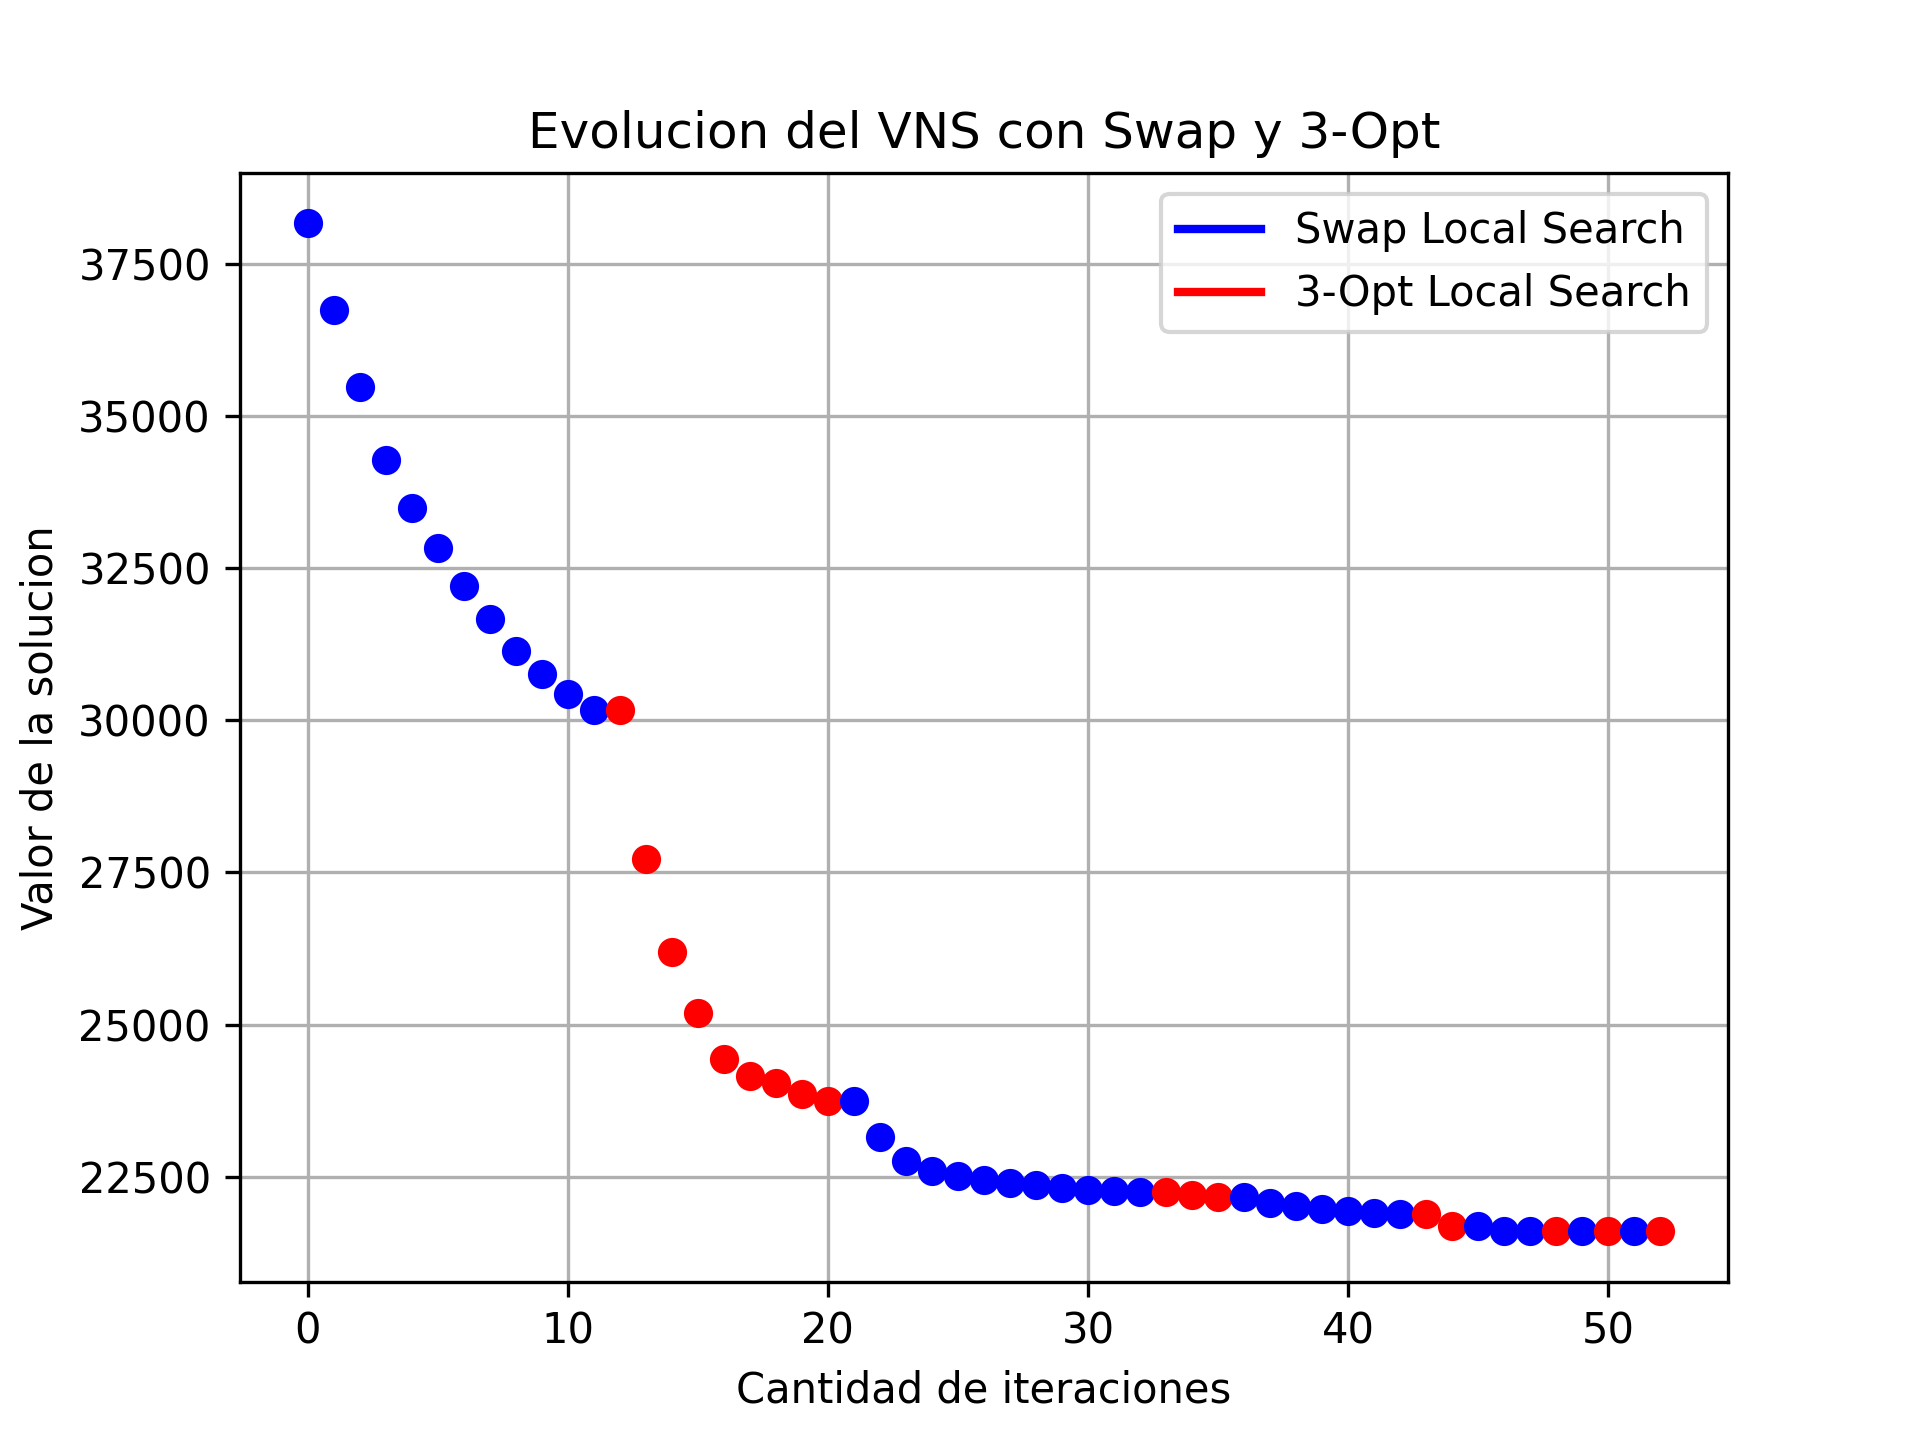 Evolucion del VNS con Swap y 3-Opt
Swap Local Search
3-Opt Local Search
Valor de la solucion
37500
35000
32500
30000
27500
25000
22500
0 10 20 30 40 50
Cantidad de iteraciones